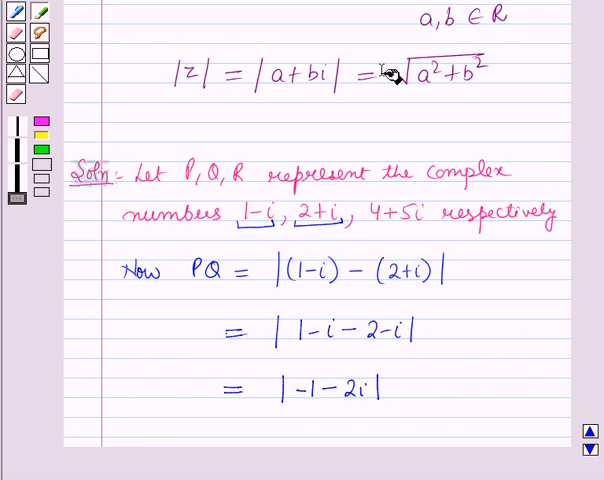 a, b ∈ R
|z| = |a+bi| = √a²+b²
Soln:- Let P, Q, R represent the complex
numbers 1-i, 2+i, 4+5i respectively
Now PQ = |(1-i) - (2+i)|
= | 1-i-2-i|
= |-1-2i|